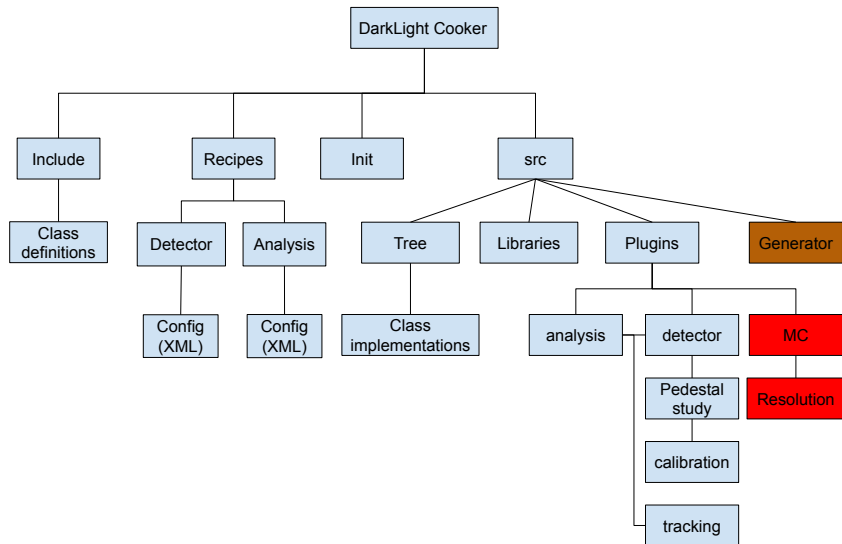 DarkLight Cooker
Include
Recipes
Init
src
Class
definitions
Detector
Analysis
Tree
Libraries
Plugins
Generator
Config
(XML)
Config
(XML)
Class
implementations
analysis
detector
MC
Pedestal
study
Resolution
calibration
tracking